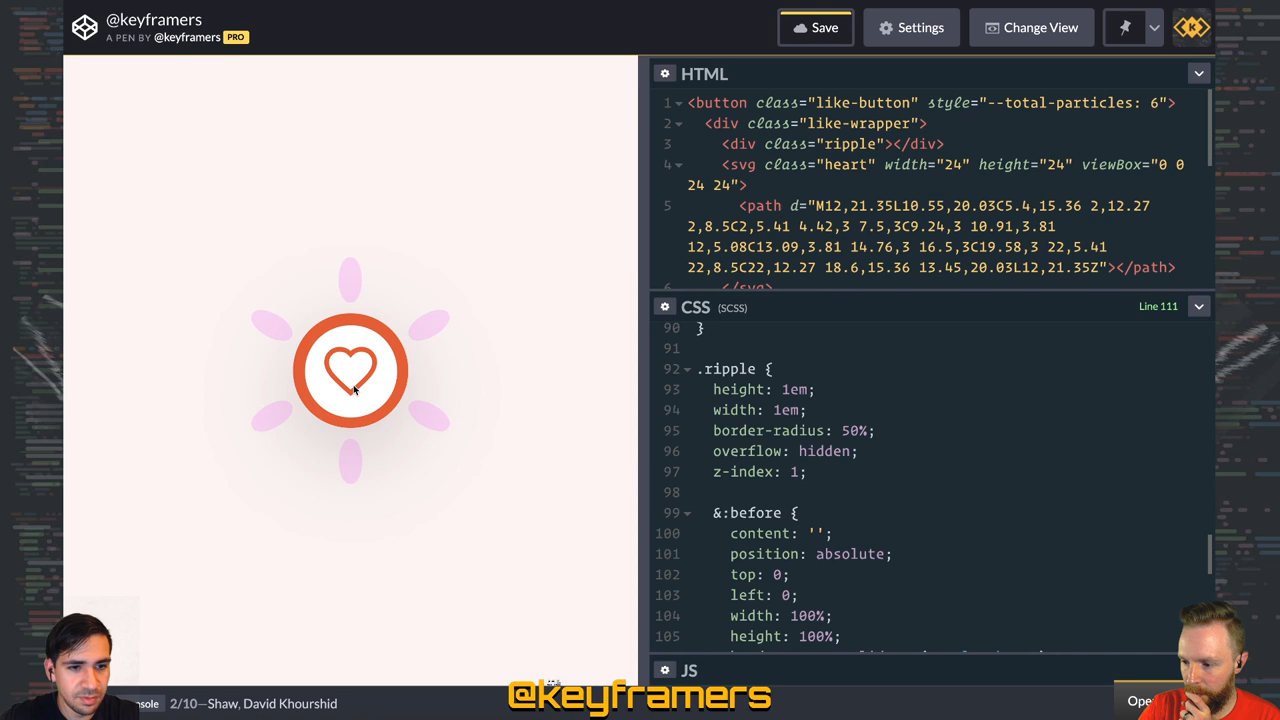 @keyframers
A PEN BY @keyframers PRO
Save
Settings
Change View
HTML
1 <button class="like-button" style="--total-particles: 6">
2 <div class="like-wrapper">
3 <div class="ripple"></div>
4 <svg class="heart" width="24" height="24" viewBox="0 0
24 24">
5 <path d="M12,21.35L10.55,20.03C5.4,15.36 2,12.27
2,8.5C2,5.41 4.42,3 7.5,3C9.24,3 10.91,3.81
12,5.08C13.09,3.81 14.76,3 16.5,3C19.58,3 22,5.41
22,8.5C22,12.27 18.6,15.36 13.45,20.03L12,21.35Z"></path>
6 </svg>
CSS (SCSS)
Line 111
90 }
91
92 .ripple {
93 height: 1em;
94 width: 1em;
95 border-radius: 50%;
96 overflow: hidden;
97 z-index: 1;
98
99 &:before {
100 content: '';
101 position: absolute;
102 top: 0;
103 left: 0;
104 width: 100%;
105 height: 100%;
JS
2/10—Shaw, David Khourshid
@keyframers